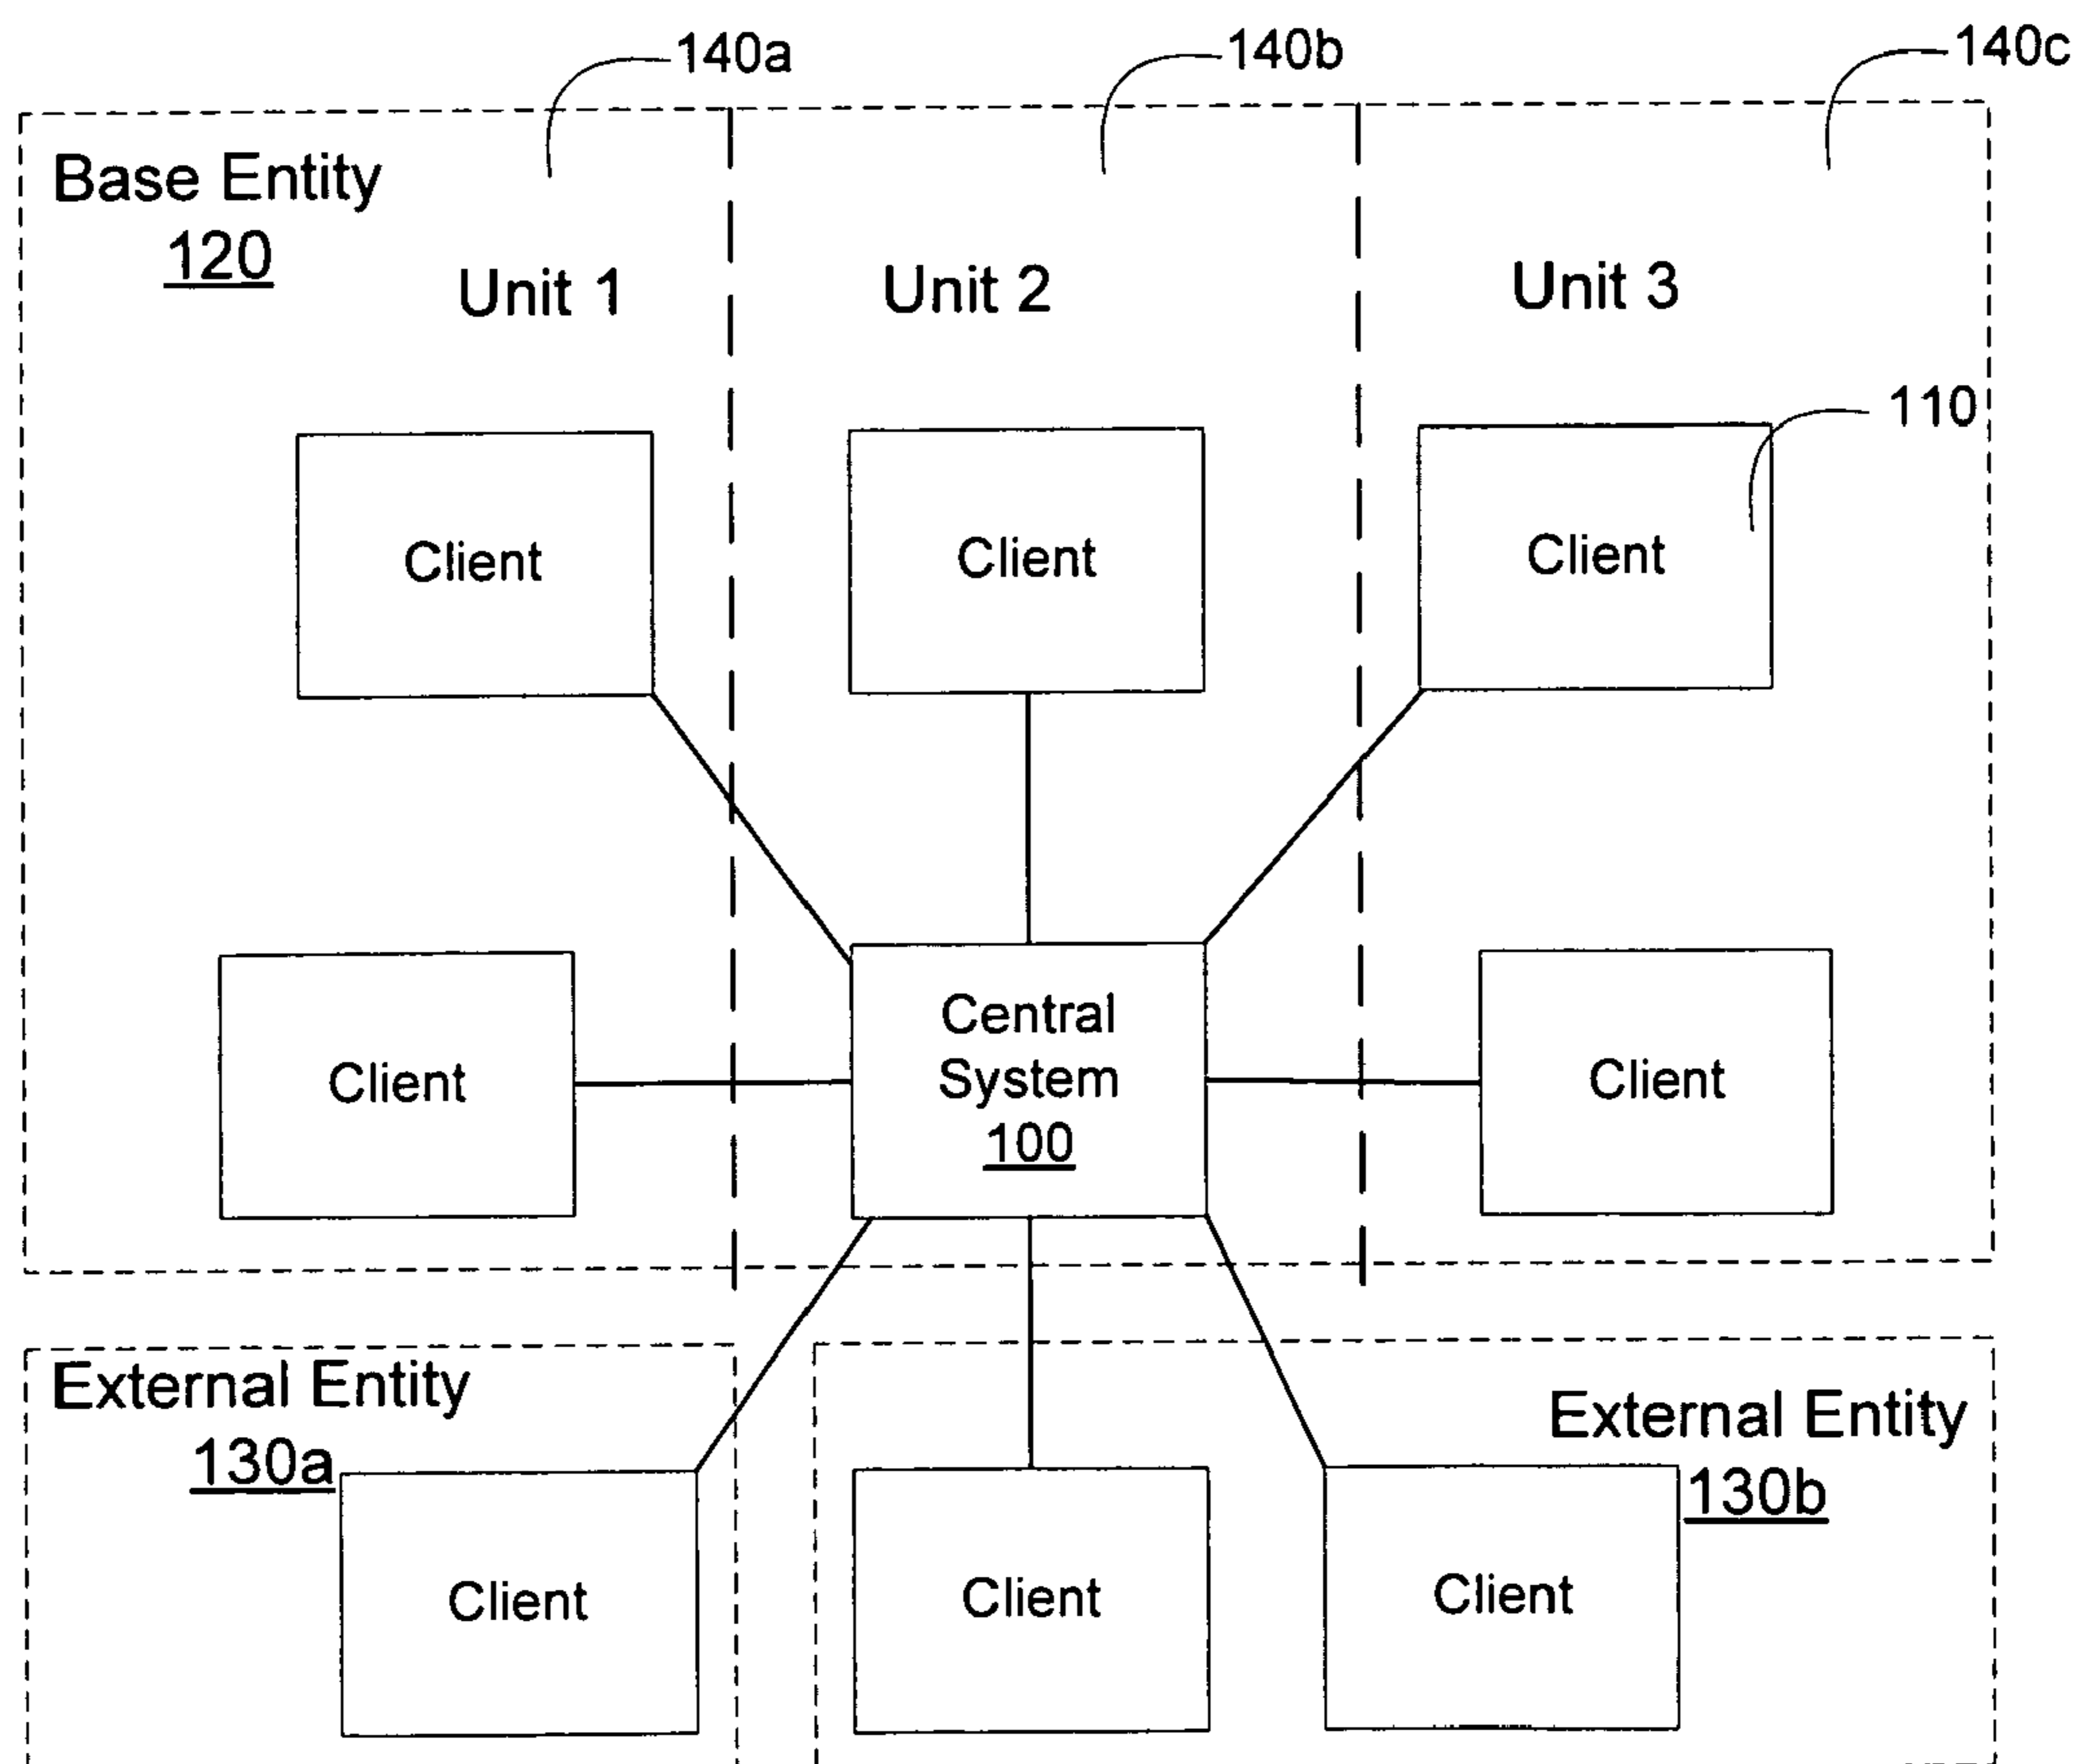 140a
140b
140c
Base Entity
120
Unit 1
Unit 2
Unit 3
110
Client
Client
Client
Client
Central
System
100
Client
External Entity
130a
External Entity
130b
Client
Client
Client